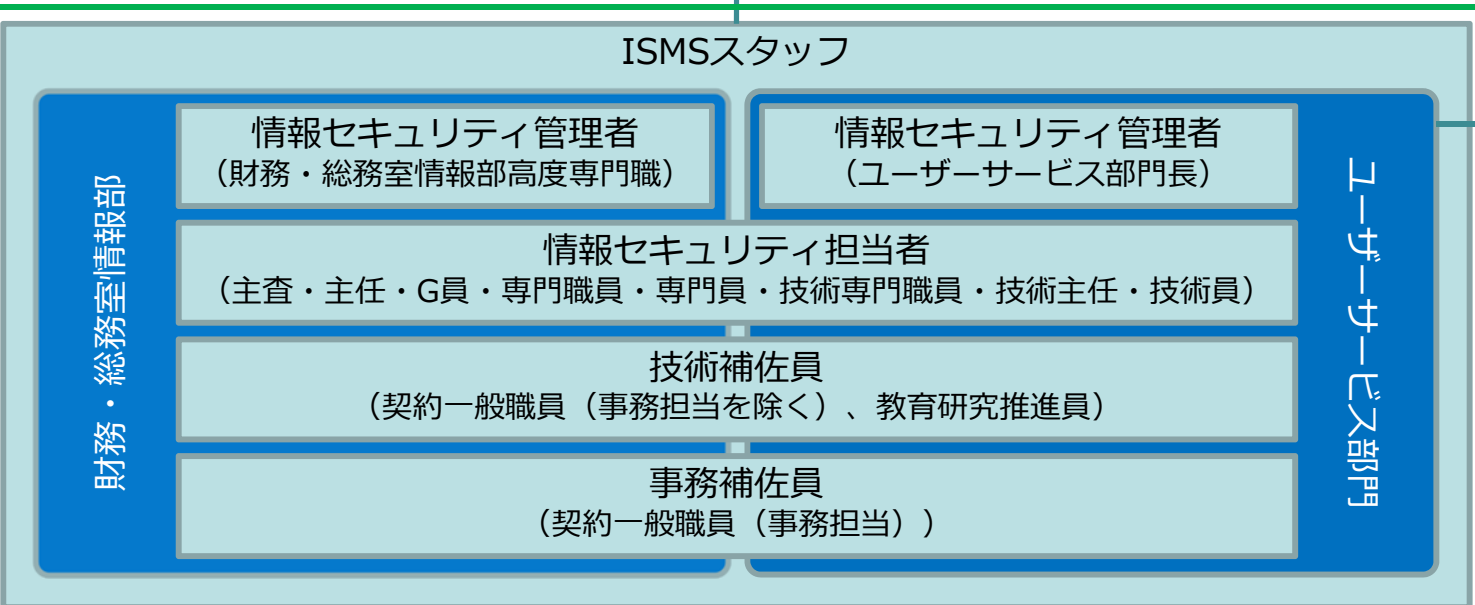 ISMSスタッフ
財務・総務室情報部
情報セキュリティ管理者
（財務・総務室情報部高度専門職）
情報セキュリティ管理者
（ユーザーサービス部門長）
情報セキュリティ担当者
（主査・主任・G員・専門職員・専門員・技術専門職員・技術主任・技術員）
技術補佐員
（契約一般職員（事務担当を除く）、教育研究推進員）
事務補佐員
（契約一般職員（事務担当））
ユーザーサービス部門